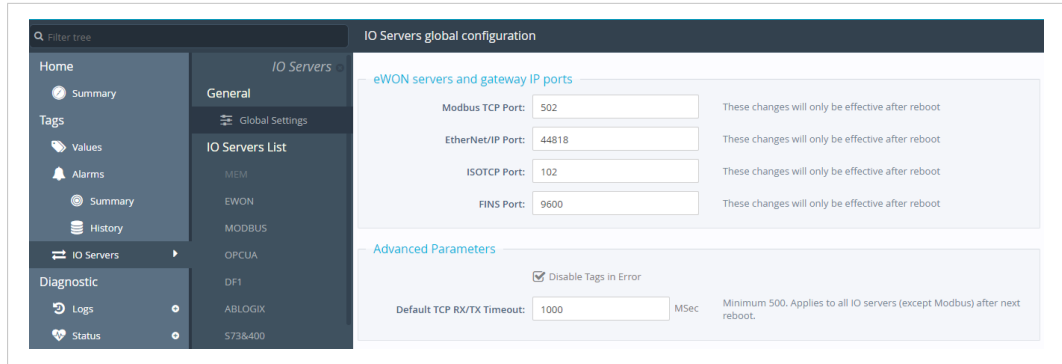 Filter tree
IO Servers global configuration
Home
Summary
Tags
Values
Alarms
Summary
History
IO Servers
Diagnostic
Logs
Status
IO Servers
General
Global Settings
IO Servers List
MEM
EWON
MODBUS
OPCUA
DF1
ABLOGIX
S73&400
eWON servers and gateway IP ports
Modbus TCP Port: 502 These changes will only be effective after reboot
EtherNet/IP Port: 44818 These changes will only be effective after reboot
ISOTCP Port: 102 These changes will only be effective after reboot
FINS Port: 9600 These changes will only be effective after reboot
Advanced Parameters
Disable Tags in Error
Default TCP RX/TX Timeout: 1000 MSec Minimum 500. Applies to all IO servers (except Modbus) after next
reboot.